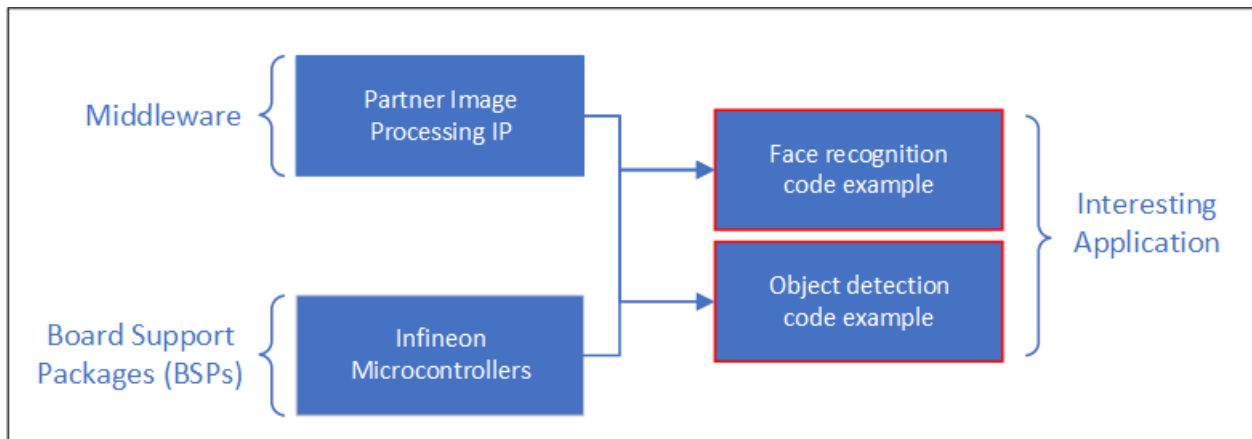 Middleware
Partner Image
Processing IP
Face recognition
code example
Interesting
Application
Object detection
code example
Board Support
Packages (BSPs)
Infineon
Microcontrollers